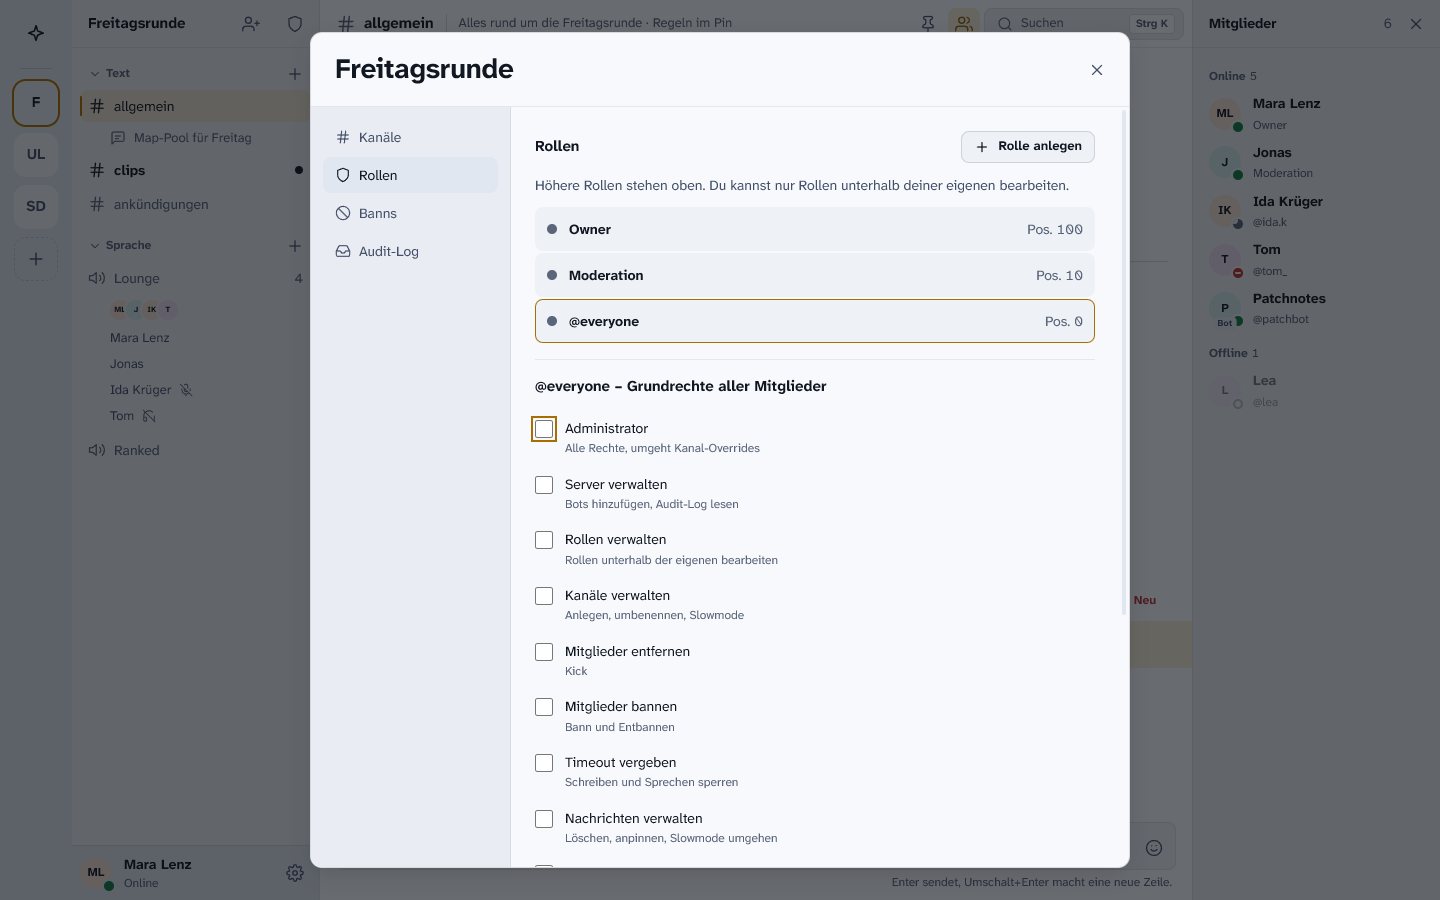 Freitagsrunde
Text
allgemein
Map-Pool für Freitag
clips
ankündigungen
Sprache
Lounge 4
ML J IK T
Mara Lenz
Jonas
Ida Krüger
Tom
Ranked
F
UL
SD
ML Mara Lenz
Online
allgemein Alles rund um die Freitagsrunde · Regeln im Pin
Suchen Strg K
Freitagsrunde
Kanäle
Rollen
Banns
Audit-Log
Rollen
Rolle anlegen
Höhere Rollen stehen oben. Du kannst nur Rollen unterhalb deiner eigenen bearbeiten.
Owner Pos. 100
Moderation Pos. 10
@everyone Pos. 0
@everyone – Grundrechte aller Mitglieder
Administrator
Alle Rechte, umgeht Kanal-Overrides
Server verwalten
Bots hinzufügen, Audit-Log lesen
Rollen verwalten
Rollen unterhalb der eigenen bearbeiten
Kanäle verwalten
Anlegen, umbenennen, Slowmode
Mitglieder entfernen
Kick
Mitglieder bannen
Bann und Entbannen
Timeout vergeben
Schreiben und Sprechen sperren
Nachrichten verwalten
Löschen, anpinnen, Slowmode umgehen
Neu
Enter sendet, Umschalt+Enter macht eine neue Zeile.
Mitglieder 6
Online 5
ML Mara Lenz
Owner
J Jonas
Moderation
IK Ida Krüger
@ida.k
T Tom
@tom_
P Patchnotes
Bot @patchbot
Offline 1
L Lea
@lea